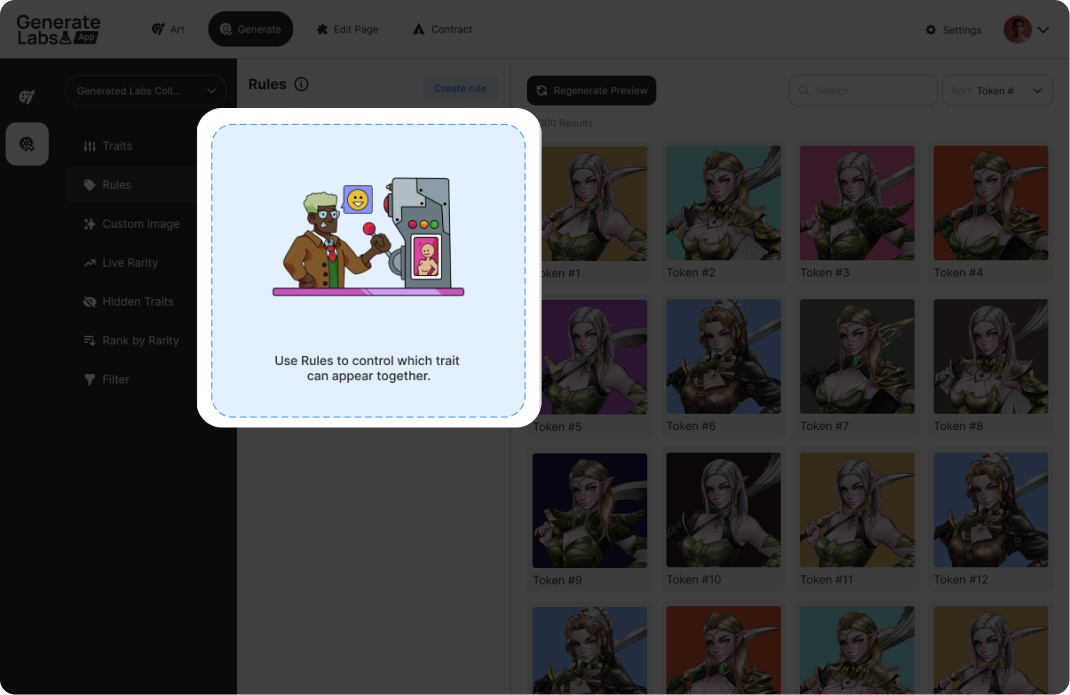 Generate
Labs App
Art
Generate
Edit Page
Contract
Settings
Generated Labs Coll...
Rules
Create rule
Regenerate Preview
Search
Sort: Token #
00 Results
Traits
Rules
Custom Image
Live Rarity
Hidden Traits
Rank by Rarity
Filter
Use Rules to control which trait
can appear together.
oken #1
Token #2
Token #3
Token #4
Token #5
Token #6
Token #7
Token #8
Token #9
Token #10
Token #11
Token #12